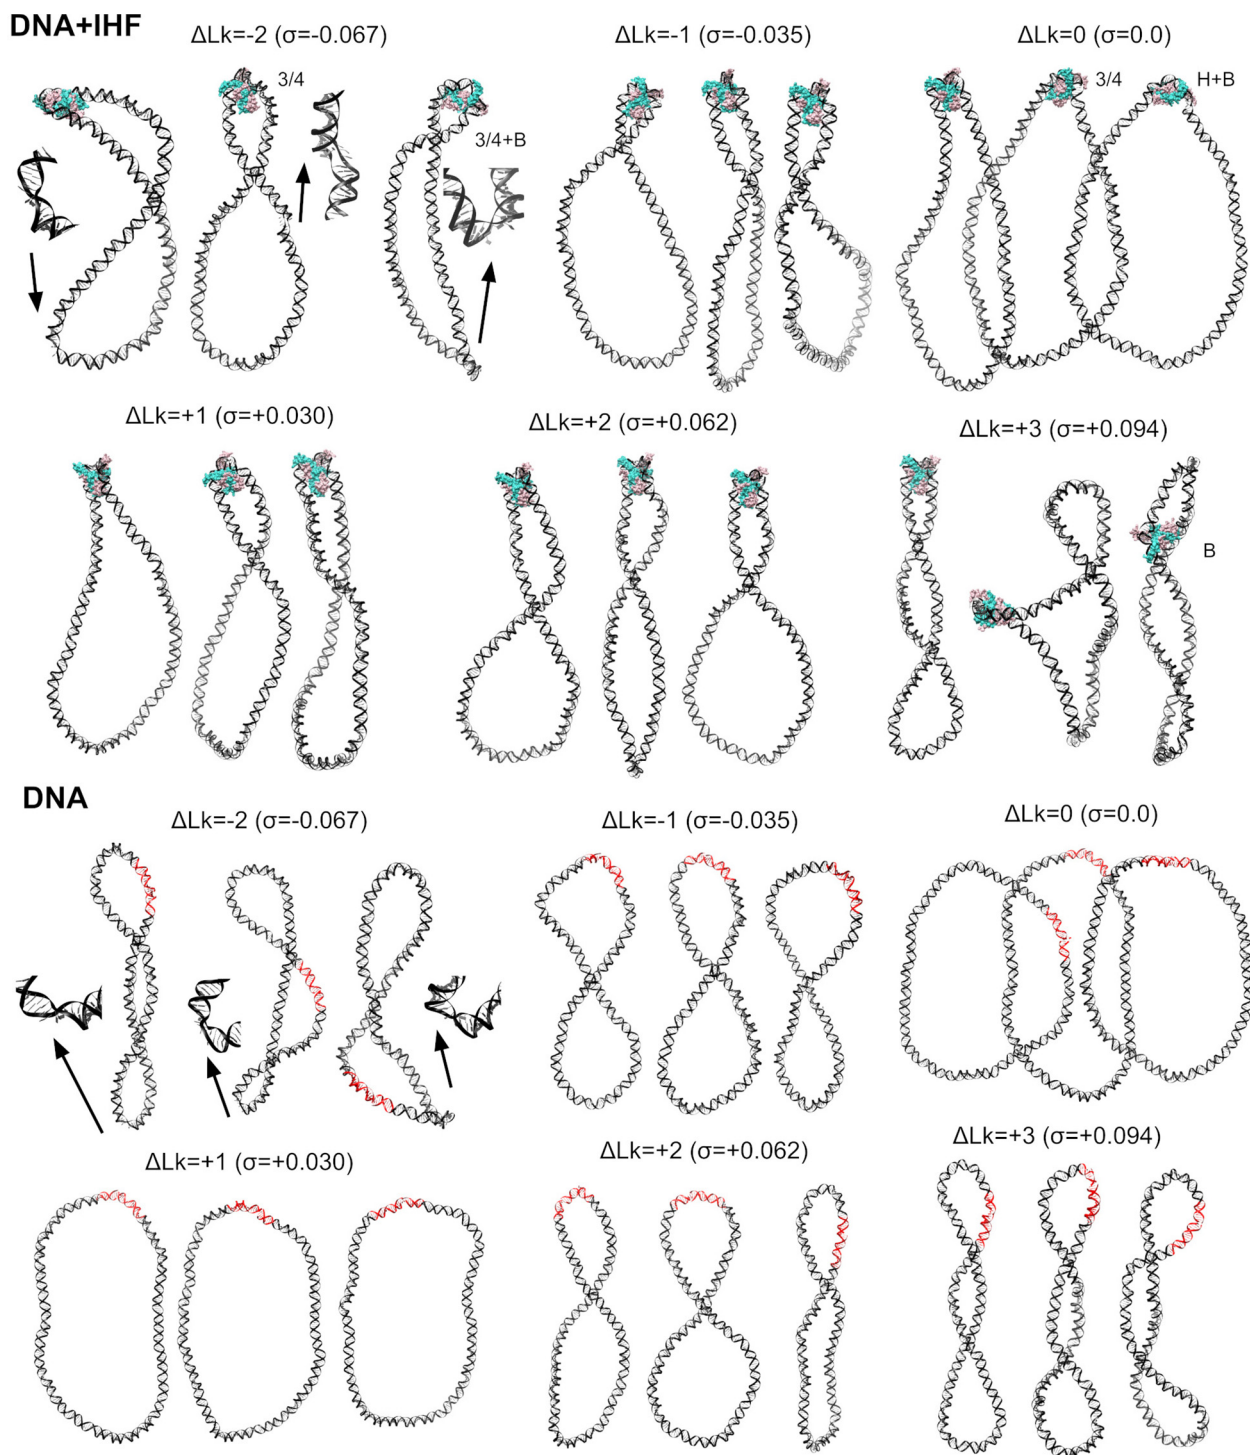 DNA+IHF
ΔLk=-2 (σ=-0.067)
ΔLk=-1 (σ=-0.035)
ΔLk=0 (σ=0.0)
3/4
3/4+B
3/4
H+B
ΔLk=+1 (σ=+0.030)
ΔLk=+2 (σ=+0.062)
ΔLk=+3 (σ=+0.094)
B
DNA
ΔLk=-2 (σ=-0.067)
ΔLk=-1 (σ=-0.035)
ΔLk=0 (σ=0.0)
ΔLk=+1 (σ=+0.030)
ΔLk=+2 (σ=+0.062)
ΔLk=+3 (σ=+0.094)